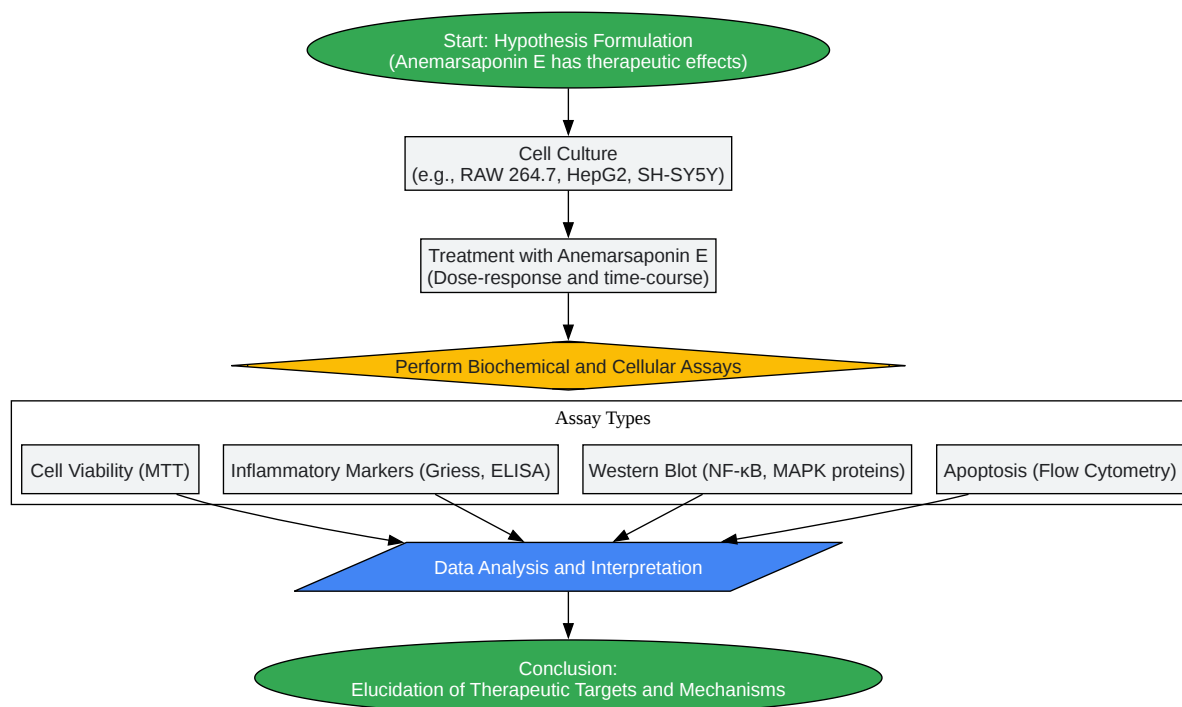 Start: Hypothesis Formulation
(Anemarsaponin E has therapeutic effects)
Cell Culture
(e.g., RAW 264.7, HepG2, SH-SY5Y)
Treatment with Anemarsaponin E
(Dose-response and time-course)
Perform Biochemical and Cellular Assays
Assay Types
Cell Viability (MTT)
Inflammatory Markers (Griess, ELISA)
Western Blot (NF-κB, MAPK proteins)
Apoptosis (Flow Cytometry)
Data Analysis and Interpretation
Conclusion:
Elucidation of Therapeutic Targets and Mechanisms